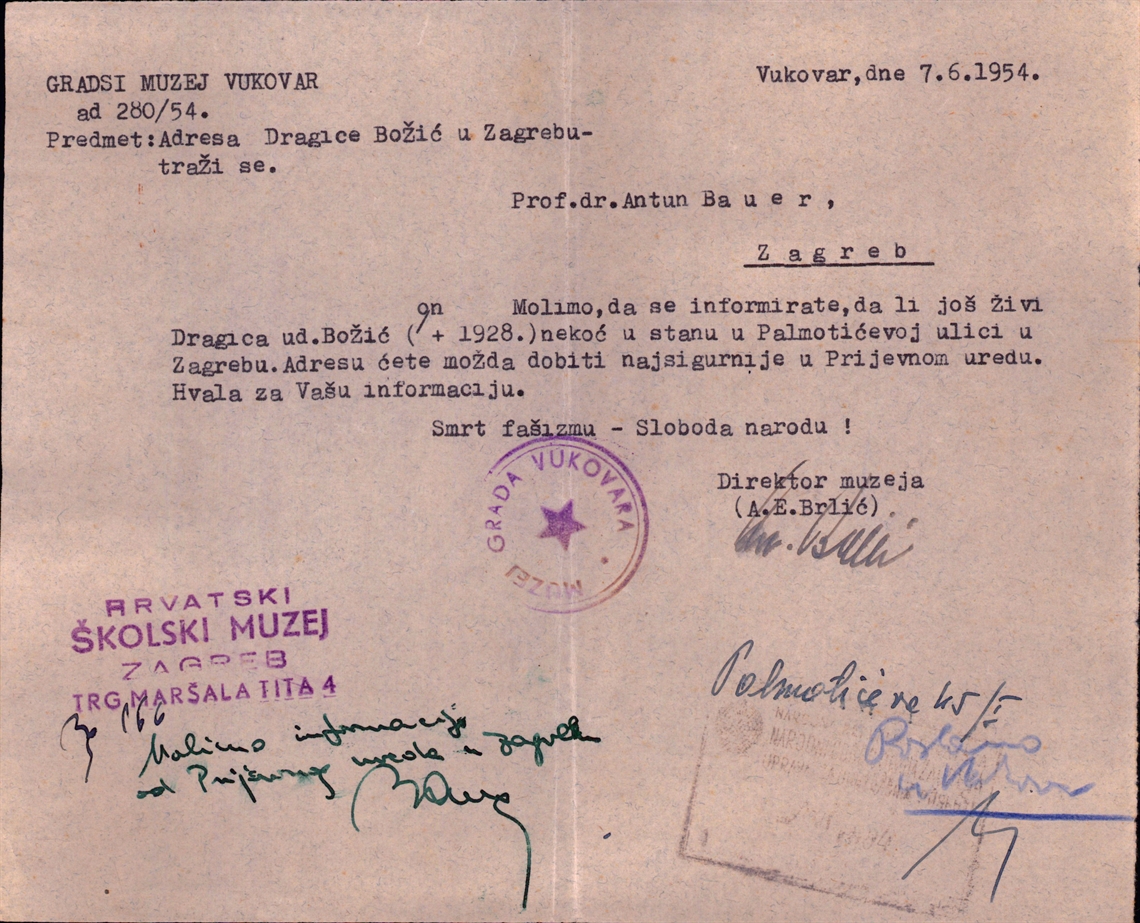 GRADSI MUZEJ VUKOVAR
Vukovar,dne 7.6.1954.
ad 280/54.
Predmet:Adresa Dragice Božić u Zagrebu-
traži se.
Prof.dr.Antun Bauer,
Zagreb
on
Molimo,da se informirate,da li još živi
Dragica ud.Božić ( + 1928.)nekoć u stanu u Palmotićevoj ulici u
Zagrebu.Adresu ćete možda dobiti najsigurnije u Prijevnom uredu.
Hvala za Vašu informaciju.
Smrt fašizmu - Sloboda narodu !
Direktor muzeja
(A.E.Brlić)
MUZEJ GRADA VUKOVARA
HRVATSKI
ŠKOLSKI MUZEJ
ZAGREB
TRG MARŠALA TITA 4
Molimo informaciju
od Prijavnog ureda u Zagrebu
Bauer
Palmotićeva 45/I